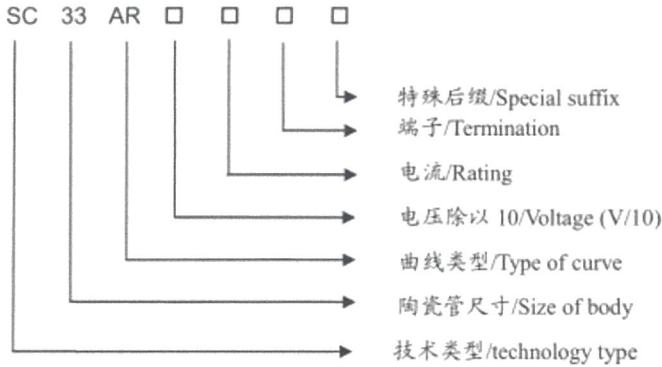 SC 33 AR □ □ □ □
特殊后缀/Special suffix
端子/Termination
电流/Rating
电压除以 10/Voltage (V/10)
曲线类型/Type of curve
陶瓷管尺寸/Size of body
技术类型/technology type